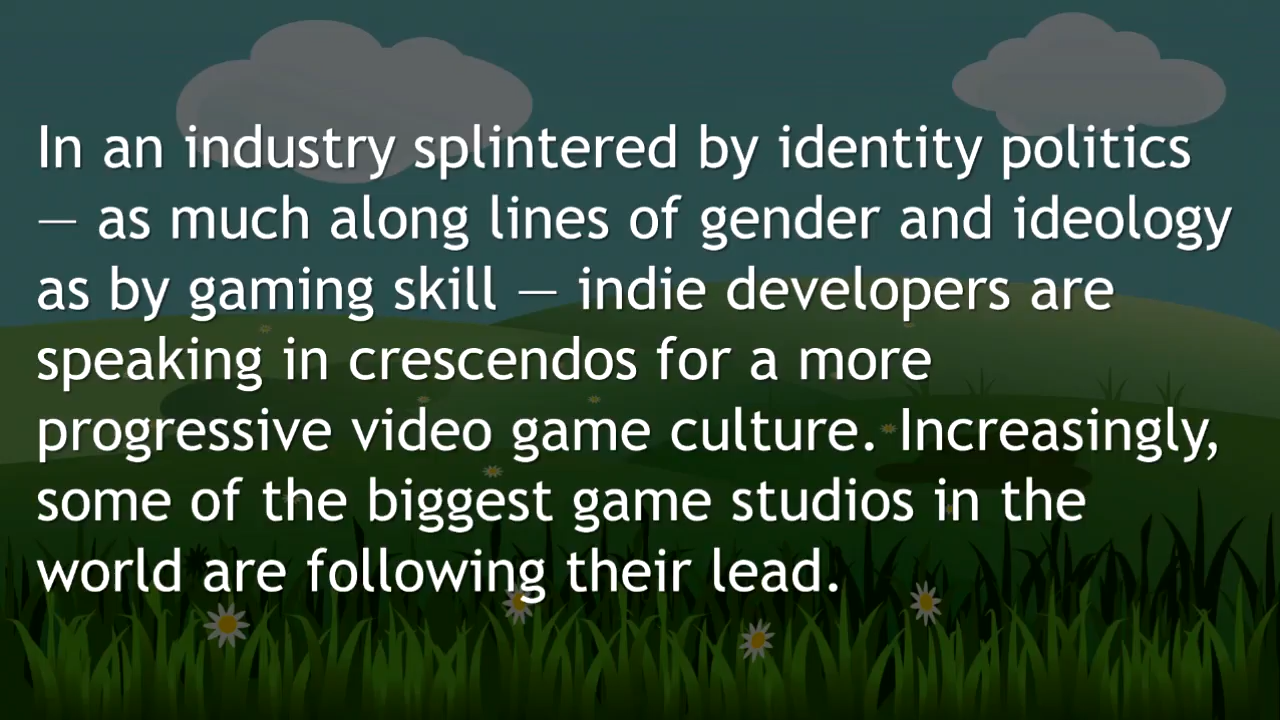 In an industry splintered by identity politics
— as much along lines of gender and ideology
as by gaming skill — indie developers are
speaking in crescendos for a more
progressive video game culture. Increasingly,
some of the biggest game studios in the
world are following their lead.